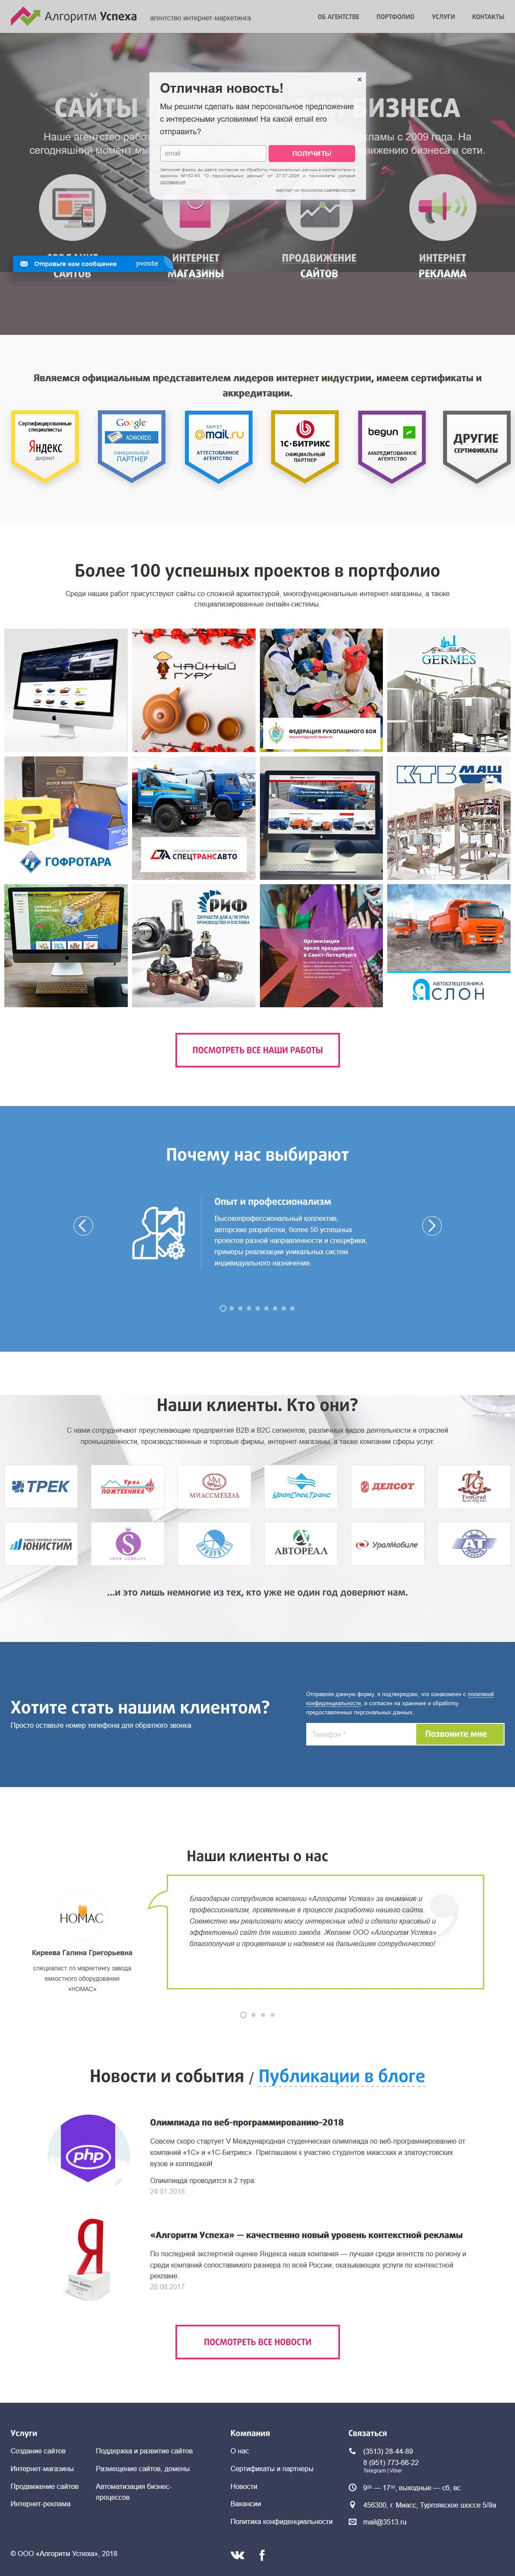 Алгоритм Успеха
агентство интернет-маркетинга
ОБ АГЕНТСТВЕ ПОРТФОЛИО УСЛУГИ КОНТАКТЫ
САЙТЫ БИЗНЕСА
Отличная новость!
Мы решили сделать вам персональное предложение
с интересными условиями! На какой email его
отправить?
email
ПОЛУЧИТЬ
Заполняя форму, вы даёте согласие на обработку персональных данных в соответствии с
законом №152-ФЗ "О персональных данных" от 27.07.2006 и принимаете условия
соглашения
Наше агентство рекламы с 2009 года. На
сегодняшний момент мы бизнеса в сети.
САЙТОВ
ИНТЕРНЕТ
МАГАЗИНЫ
ПРОДВИЖЕНИЕ
САЙТОВ
ИНТЕРНЕТ
РЕКЛАМА
Отправьте нам сообщение
Являемся официальным представителем лидеров интернет индустрии, имеем сертификаты и
аккредитации.
Сертифицированные
специалисты
Яндекс
директ
Google
ADWORDS
ОФИЦИАЛЬНЫЙ
ПАРТНЕР
ТАРГЕТ
@mail.ru
АТТЕСТОВАННОЕ
АГЕНТСТВО
1С-БИТРИКС
ОФИЦИАЛЬНЫЙ
ПАРТНЕР
begun
АККРЕДИТОВАННОЕ
АГЕНТСТВО
ДРУГИЕ
СЕРТИФИКАТЫ
Более 100 успешных проектов в портфолио
Среди наших работ присутствуют сайты со сложной архитектурой, многофункциональные интернет-магазины, а также
специализированные онлайн-системы.
ЧАЙНЫЙ
ГУРУ
ФЕДЕРАЦИЯ РУКОПАШНОГО БОЯ
GERMES
ГОФРОТАРА
СПЕЦТРАНСАВТО
КТБ МАШ
РИФ
ЗАПЧАСТИ ДЛЯ А/М УРАЛ
ПРОИЗВОДСТВО И ПОСТАВКА
Организация
ярких праздников
в Санкт-Петербурге
АВТОСПЕЦТЕХНИКА
СЛОН
ПОСМОТРЕТЬ ВСЕ НАШИ РАБОТЫ
Почему нас выбирают
Опыт и профессионализм
Высокопрофессиональный коллектив,
авторские разработки, более 50 успешных
проектов разной направленности и специфики,
примеры реализации уникальных систем
индивидуального назначения.
Наши клиенты. Кто они?
С нами сотрудничают преуспевающие предприятия B2B и B2C сегментов, различных видов деятельности и отраслей
промышленности, производственные и торговые фирмы, интернет-магазины, а также компании сферы услуг.
ТРЕК
Урал
ПОЖТЕХНИКА
МИАССМЕБЕЛЬ
УралСпецТранс
ДЕЛСОТ
ЮНИСТИМ
ПРИОРИТЕТ
АВТОРЕАЛ
УралМобиле
АТ
...и это лишь немногие из тех, кто уже не один год доверяют нам.
Хотите стать нашим клиентом?
Просто оставьте номер телефона для обратного звонка.
Отправляя данную форму, я подтверждаю, что ознакомлен с политикой
конфиденциальности, и согласен на хранение и обработку
предоставленных персональных данных.
Телефон *
Позвоните мне
Наши клиенты о нас
НОМАС
Киреева Галина Григорьевна
специалист по маркетингу завода
емкостного оборудования
«НОМАС»
Благодарим сотрудников компании «Алгоритм Успеха» за внимание и
профессионализм, проявленные в процессе разработки нашего сайта.
Совместно мы реализовали массу интересных идей и сделали красивый и
эффективный сайт для нашего завода. Желаем ООО «Алгоритм Успеха»
благополучия и процветания и надеемся на дальнейшее сотрудничество!
Новости и события / Публикации в блоге
php
Олимпиада по веб-программированию-2018
Совсем скоро стартует V Международная студенческая олимпиада по веб-программированию от
компаний «1С» и «1С-Битрикс». Приглашаем к участию студентов миасских и златоустовских
вузов и колледжей!
Олимпиада проводится в 2 тура:
24.01.2018
Я
«Алгоритм Успеха» — качественно новый уровень контекстной рекламы
По последней экспертной оценке Яндекса наша компания — лучшая среди агентств по региону и
среди компаний сопоставимого размера по всей России, оказывающих услуги по контекстной
рекламе.
28.08.2017
ПОСМОТРЕТЬ ВСЕ НОВОСТИ
Услуги
Создание сайтов
Интернет-магазины
Продвижение сайтов
Интернет-реклама
Поддержка и развитие сайтов
Размещение сайтов, домены
Автоматизация бизнес-
процессов
Компания
О нас
Сертификаты и партнеры
Новости
Вакансии
Политика конфиденциальности
Связаться
(3513) 28-44-89
8 (951) 773-66-22
Telegram | Viber
9⁰⁰ — 17³⁰, выходные — сб, вс
456300, г. Миасс, Тургоякское шоссе 5/9а
mail@3513.ru
© ООО «Алгоритм Успеха», 2018